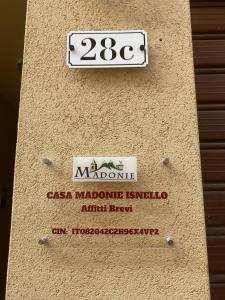 28c
MADONIE
CASA MADONIE ISNELLO
Affitti Brevi
CIN: IT082042C2H96X4VP2